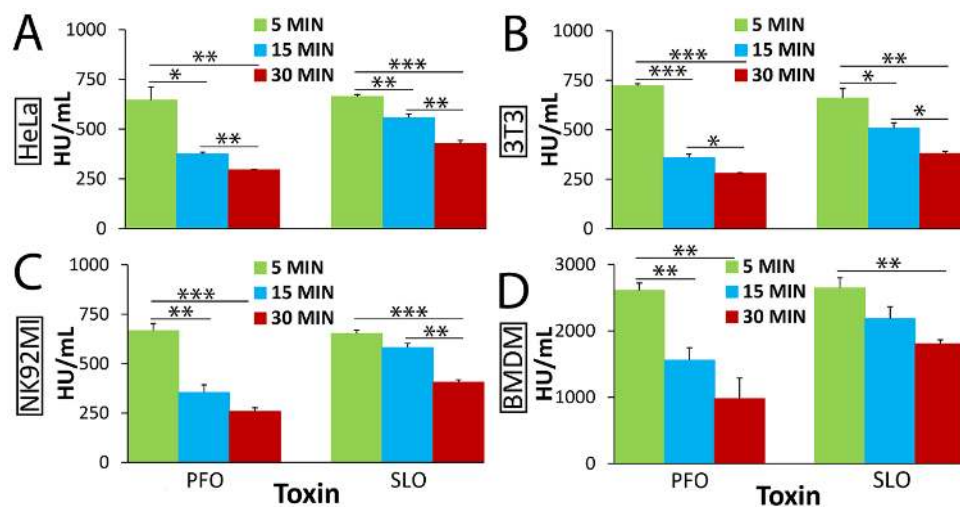 A
HeLa
HU/mL
1000
750
500
250
0
5 MIN
15 MIN
30 MIN
**
*
**
***
**
**
B
3T3
HU/mL
1000
750
500
250
0
5 MIN
15 MIN
30 MIN
***
***
*
**
*
*
C
NK92MI
HU/mL
1000
750
500
250
0
5 MIN
15 MIN
30 MIN
***
**
***
**
PFO
SLO
Toxin
D
BMDM
HU/mL
3000
2000
1000
0
5 MIN
15 MIN
30 MIN
**
**
**
PFO
SLO
Toxin